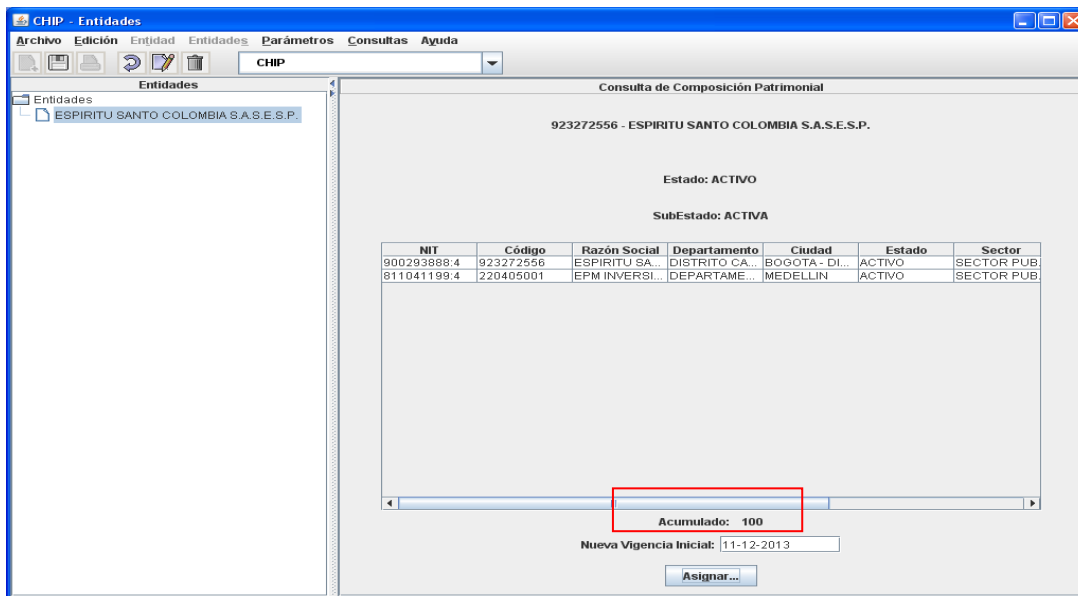 CHIP - Entidades
Archivo Edición Entidad Entidades Parámetros Consultas Ayuda
CHIP
Entidades
Entidades
ESPIRITU SANTO COLOMBIA S.A.S.E.S.P.
Consulta de Composición Patrimonial
923272556 - ESPIRITU SANTO COLOMBIA S.A.S.E.S.P.
Estado: ACTIVO
SubEstado: ACTIVA
NIT Código Razón Social Departamento Ciudad Estado Sector
900293888:4 923272556 ESPIRITU SA... DISTRITO CA... BOGOTA - DI... ACTIVO SECTOR PUB.
811041199:4 220405001 EPM INVERSI... DEPARTAME... MEDELLIN ACTIVO SECTOR PUB.
Acumulado: 100
Nueva Vigencia Inicial: 11-12-2013
Asignar...